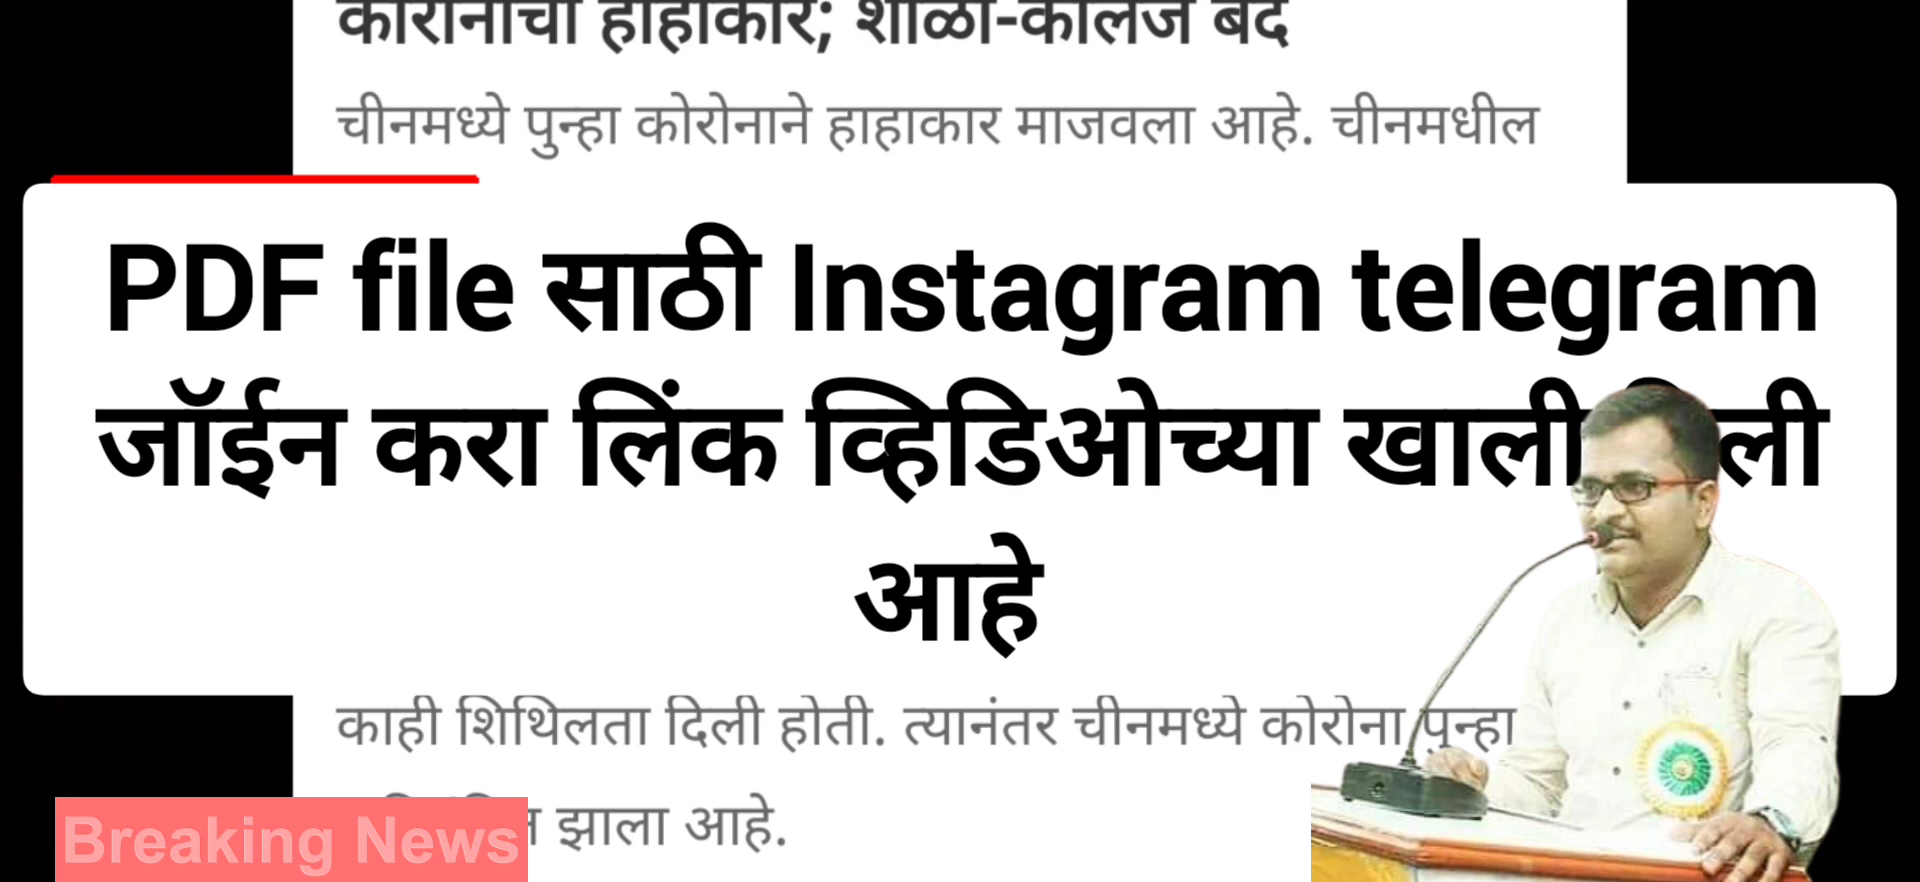 कोरोनाचा हाहाकार; शाळा-कॉलेज बंद
चीनमध्ये पुन्हा कोरोनाने हाहाकार माजवला आहे. चीनमधील
PDF file साठी Instagram telegram
जॉईन करा लिंक व्हिडिओच्या खाली
आहे
काही शिथिलता दिली होती. त्यानंतर चीनमध्ये कोरोना पुन्हा
झाला आहे.
Breaking News